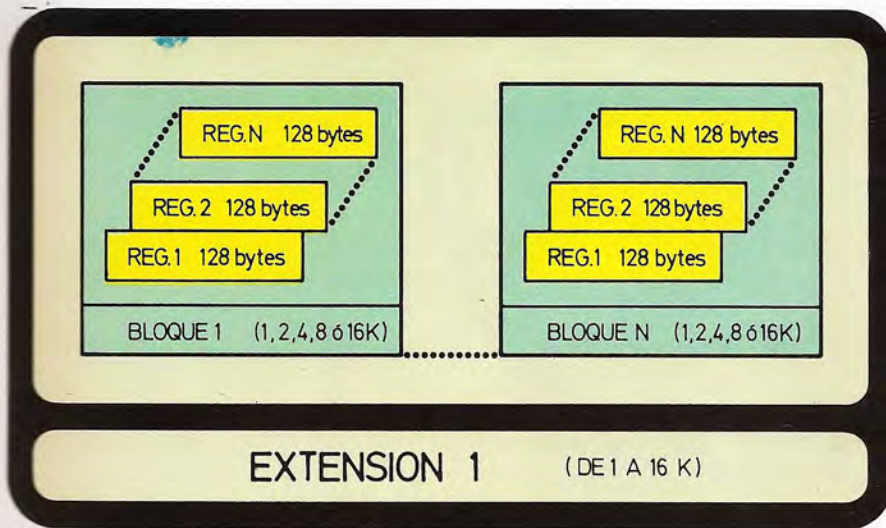 REG.N 128 bytes
REG.2 128 bytes
REG.1 128 bytes
BLOQUE 1 (1,2,4,8 ó 16K)
REG. N 128 bytes
REG. 2 128 bytes
REG.1 128 bytes
BLOQUE N (1,2,4,8 ó 16K)
EXTENSION 1 (DE 1 A 16 K)